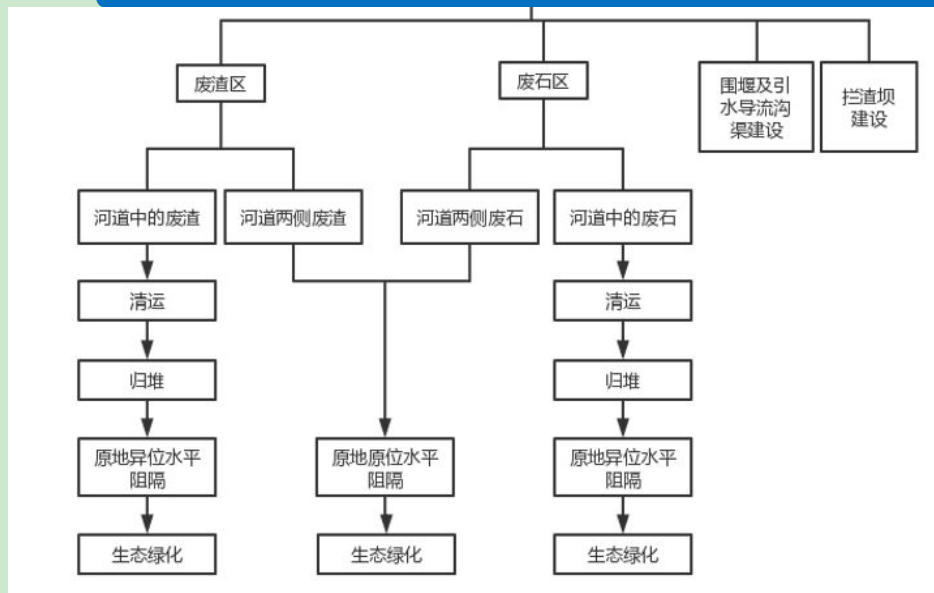 废渣区
废石区
围堰及引
水导流沟
渠建设
拦渣坝
建设
河道中的废渣
河道两侧废渣
河道两侧废石
河道中的废石
清运
清运
归堆
归堆
原地异位水平
阻隔
原地原位水平
阻隔
原地异位水平
阻隔
生态绿化
生态绿化
生态绿化